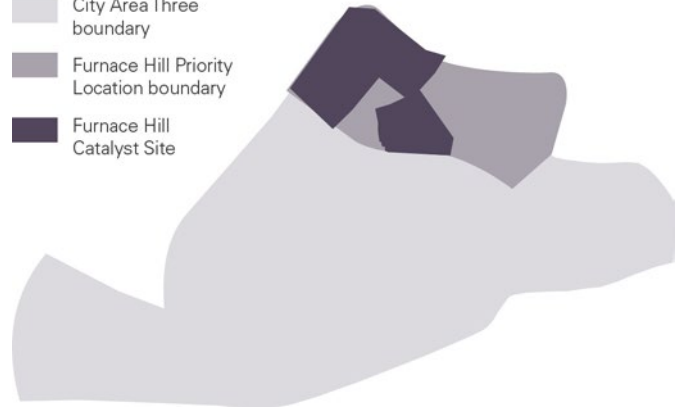 City Area Three
boundary
Furnace Hill Priority
Location boundary
Furnace Hill
Catalyst Site